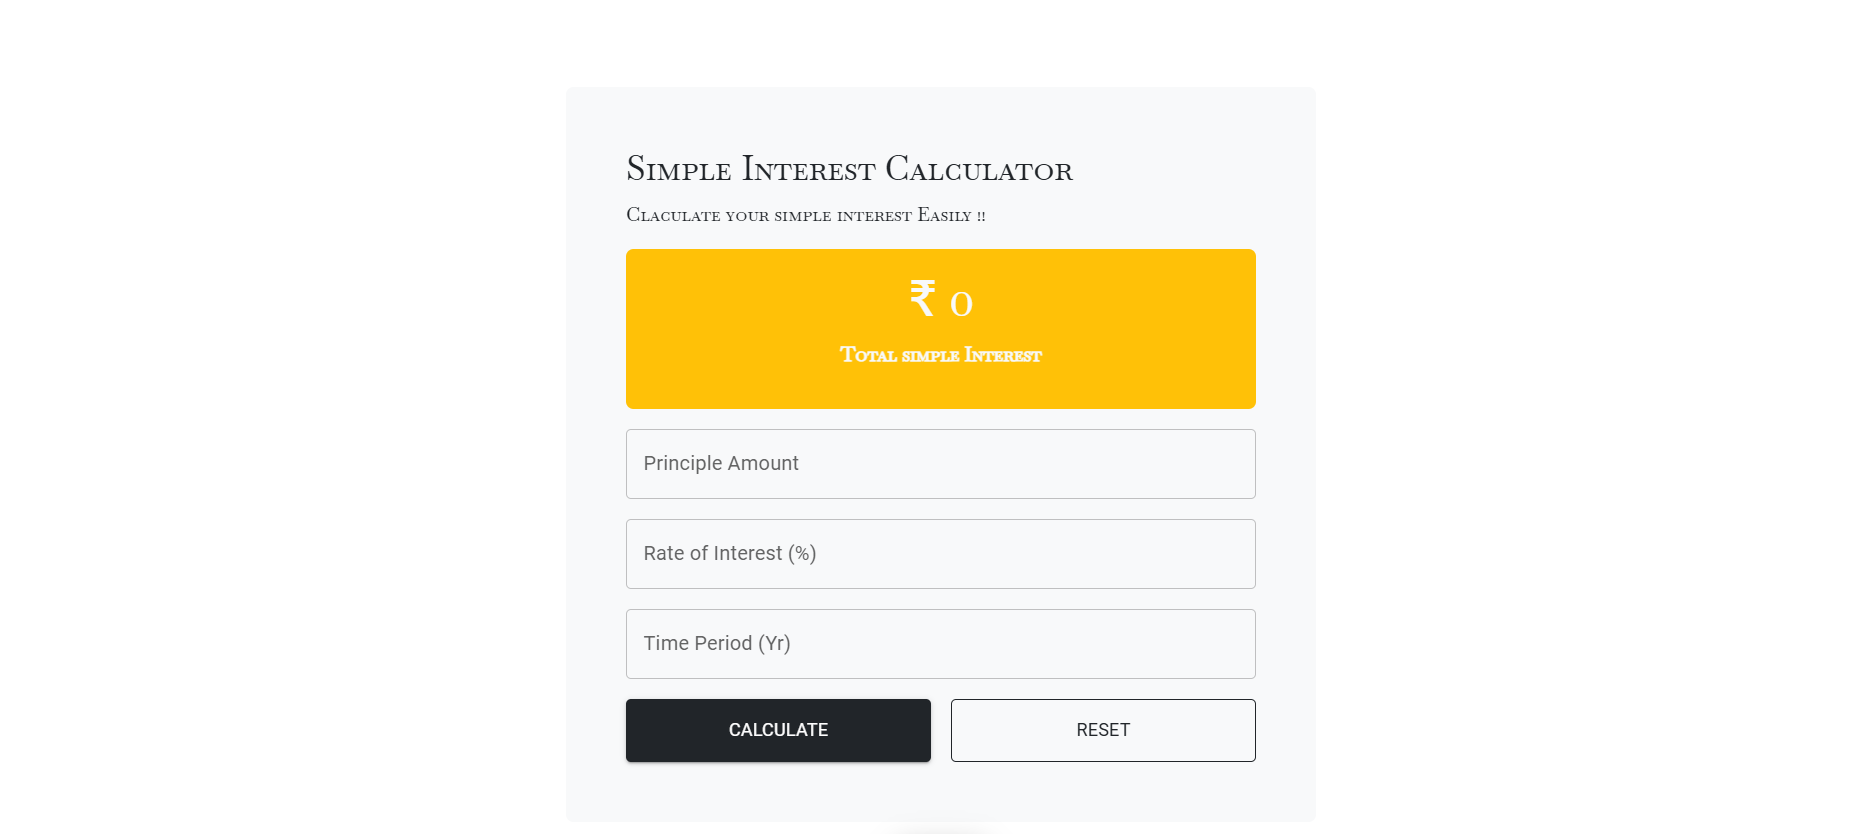 Simple Interest Calculator
Claculate your simple interest Easily !!
₹ 0
Total simple Interest
Principle Amount
Rate of Interest (%)
Time Period (Yr)
CALCULATE
RESET